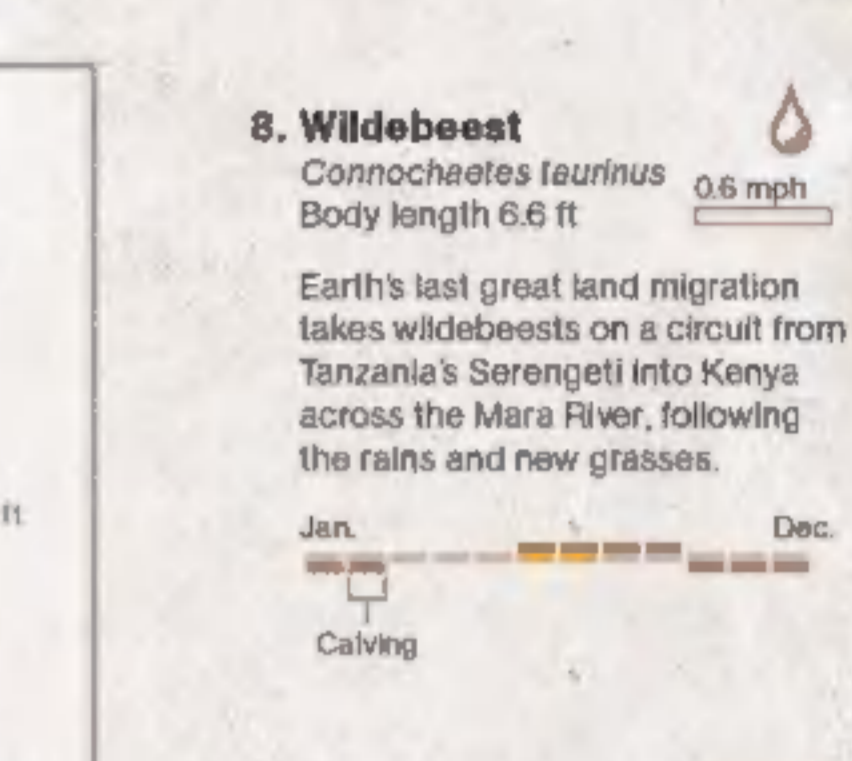 8. Wildebeest
Connochaetes taurinus
Body length 6.6 ft
0.6 mph
Earth's last great land migration
takes wildebeests on a circuit from
Tanzania's Serengeti into Kenya
across the Mara River, following
the rains and new grasses.
ft
Jan.
Dec.
Calving